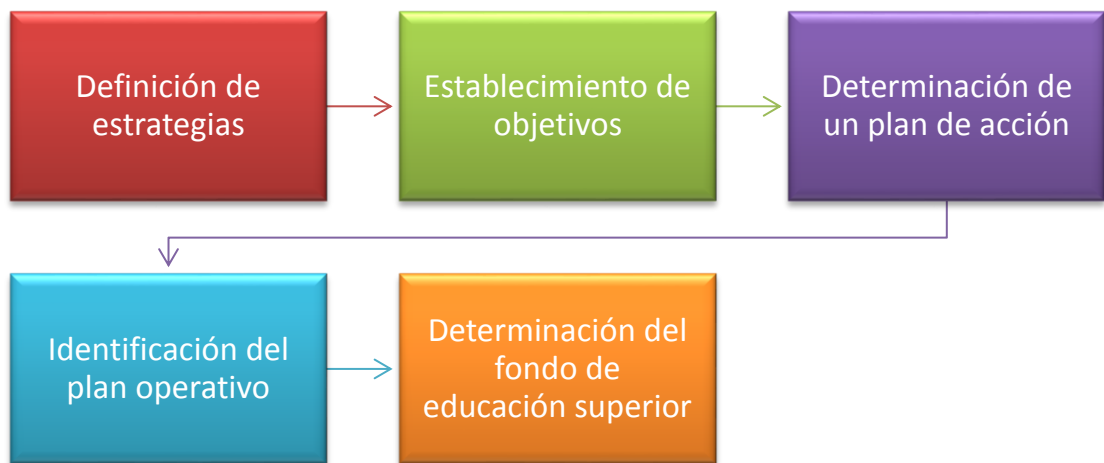 Definición de
estrategias
Establecimiento de
objetivos
Determinación de
un plan de acción
Identificación del
plan operativo
Determinación del
fondo de
educación superior